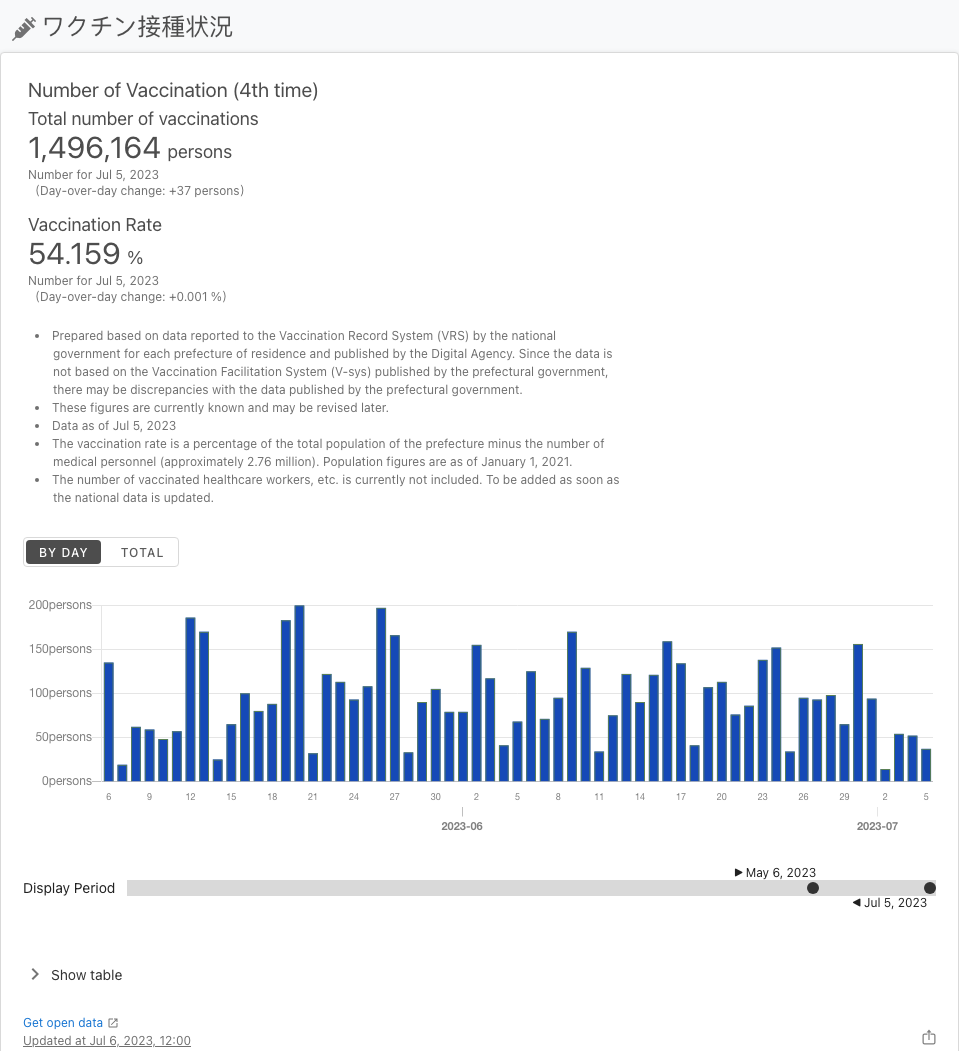 ワクチン接種状況
Number of Vaccination (4th time)
Total number of vaccinations
1,496,164 persons
Number for Jul 5, 2023
(Day-over-day change: +37 persons)
Vaccination Rate
54.159 %
Number for Jul 5, 2023
(Day-over-day change: +0.001 %)
• Prepared based on data reported to the Vaccination Record System (VRS) by the national
government for each prefecture of residence and published by the Digital Agency. Since the data is
not based on the Vaccination Facilitation System (V-sys) published by the prefectural government,
there may be discrepancies with the data published by the prefectural government.
• These figures are currently known and may be revised later.
• Data as of Jul 5, 2023
• The vaccination rate is a percentage of the total population of the prefecture minus the number of
medical personnel (approximately 2.76 million). Population figures are as of January 1, 2021.
• The number of vaccinated healthcare workers, etc. is currently not included. To be added as soon as
the national data is updated.
BY DAY TOTAL
200persons
150persons
100persons
50persons
0persons
6 9 12 15 18 21 24 27 30 2 5 8 11 14 17 20 23 26 29 2 5
2023-06 2023-07
May 6, 2023
Display Period
Jul 5, 2023
Show table
Get open data
Updated at Jul 6, 2023, 12:00